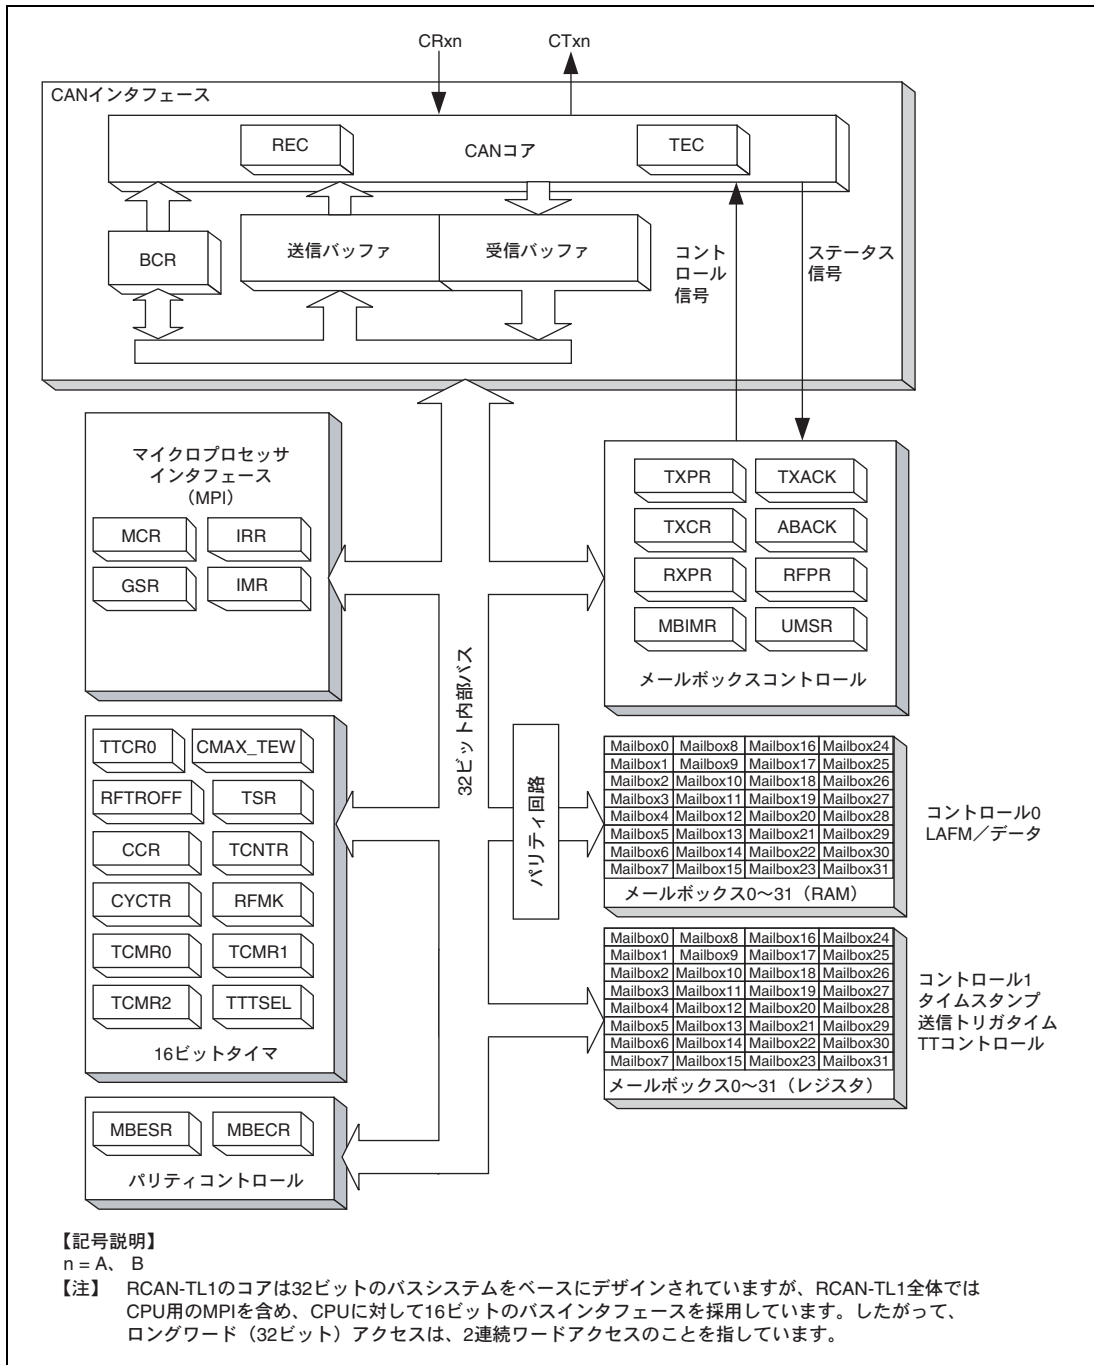 CRxn
CTxn
CANインタフェース
REC
CANコア
TEC
BCR
送信バッファ
受信バッファ
コント
ロール
信号
ステータス
信号
マイクロプロセッサ
インタフェース
（MPI）
MCR
IRR
GSR
IMR
TXPR
TXACK
TXCR
ABACK
RXPR
RFPR
MBIMR
UMSR
メールボックスコントロール
32ビット内部バス
TTCR0
CMAX_TEW
RFTROFF
TSR
CCR
TCNTR
CYCTR
RFMK
TCMR0
TCMR1
TCMR2
TTTSEL
16ビットタイマ
パリティ回路
Mailbox0 Mailbox8 Mailbox16 Mailbox24
Mailbox1 Mailbox9 Mailbox17 Mailbox25
Mailbox2 Mailbox10 Mailbox18 Mailbox26
Mailbox3 Mailbox11 Mailbox19 Mailbox27
Mailbox4 Mailbox12 Mailbox20 Mailbox28
Mailbox5 Mailbox13 Mailbox21 Mailbox29
Mailbox6 Mailbox14 Mailbox22 Mailbox30
Mailbox7 Mailbox15 Mailbox23 Mailbox31
メールボックス0～31（RAM）
コントロール0
LAFM／データ
Mailbox0 Mailbox8 Mailbox16 Mailbox24
Mailbox1 Mailbox9 Mailbox17 Mailbox25
Mailbox2 Mailbox10 Mailbox18 Mailbox26
Mailbox3 Mailbox11 Mailbox19 Mailbox27
Mailbox4 Mailbox12 Mailbox20 Mailbox28
Mailbox5 Mailbox13 Mailbox21 Mailbox29
Mailbox6 Mailbox14 Mailbox22 Mailbox30
Mailbox7 Mailbox15 Mailbox23 Mailbox31
メールボックス0～31（レジスタ）
コントロール1
タイムスタンプ
送信トリガタイム
TTコントロール
MBESR
MBECR
パリティコントロール
【記号説明】
n = A、 B
【注】 RCAN-TL1のコアは32ビットのバスシステムをベースにデザインされていますが、RCAN-TL1全体では
CPU用のMPIを含め、CPUに対して16ビットのバスインタフェースを採用しています。したがって、
ロングワード（32ビット）アクセスは、2連続ワードアクセスのことを指しています。